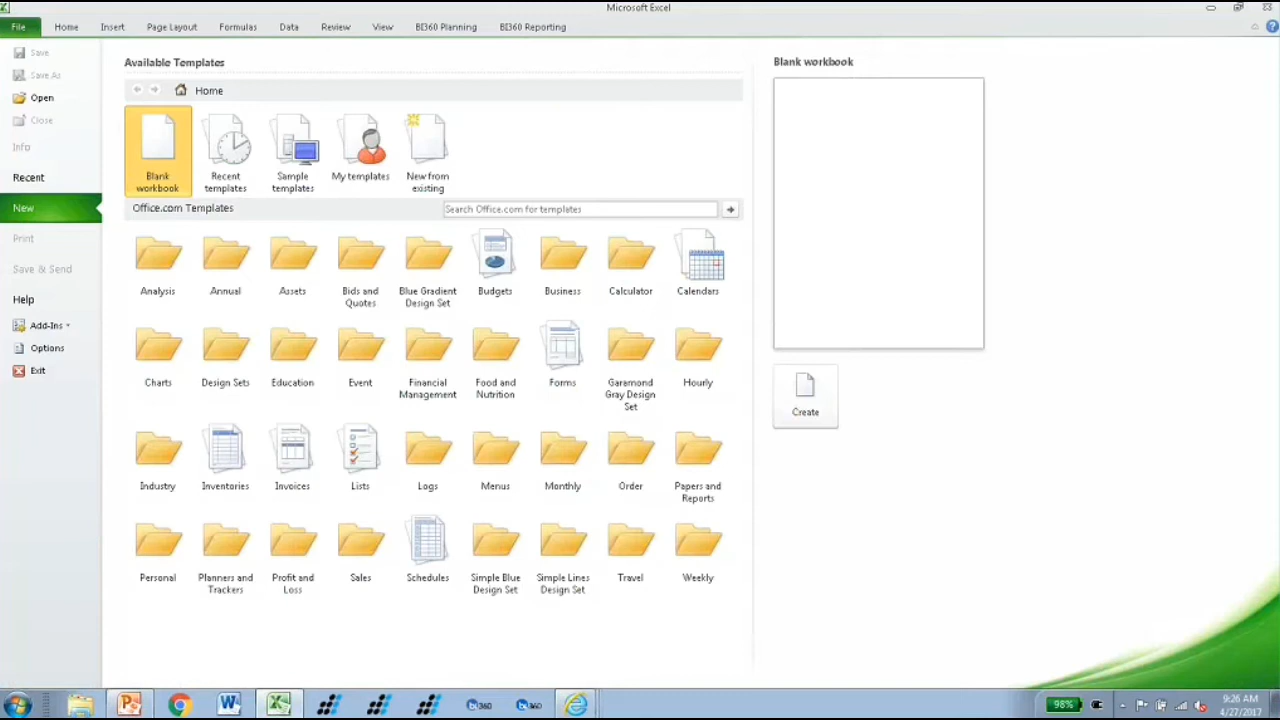 Microsoft Excel
File Home Insert Page Layout Formulas Data Review View BI360 Planning BI360 Reporting
Save
Save As
Open
Close
Info
Recent
New
Print
Save & Send
Help
Add-Ins
Options
Exit
Available Templates
Home
Blank
workbook
Recent
templates
Sample
templates
My templates
New from
existing
Office.com Templates
Search Office.com for templates
Analysis
Annual
Assets
Bids and
Quotes
Blue Gradient
Design Set
Budgets
Business
Calculator
Calendars
Charts
Design Sets
Education
Event
Financial
Management
Food and
Nutrition
Forms
Garamond
Gray Design
Set
Hourly
Industry
Inventories
Invoices
Lists
Logs
Menus
Monthly
Order
Papers and
Reports
Personal
Planners and
Trackers
Profit and
Loss
Sales
Schedules
Simple Blue
Design Set
Simple Lines
Design Set
Travel
Weekly
Blank workbook
Create
360
360
98%
9:26 AM
4/27/2017